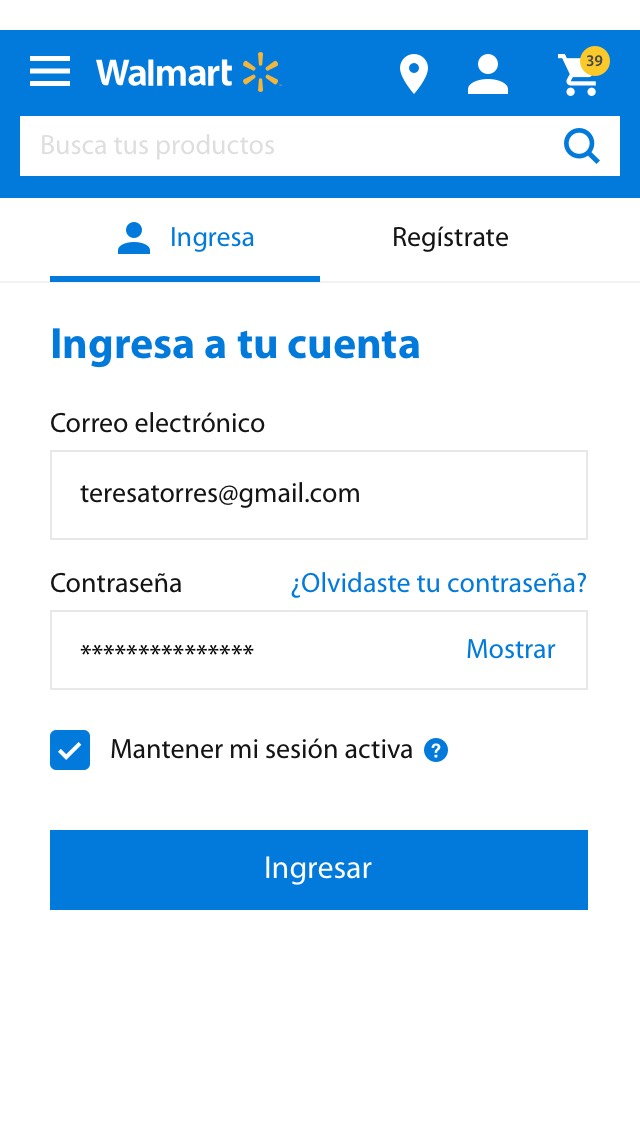 Walmart
39
Busca tus productos
Ingresa Regístrate
Ingresa a tu cuenta
Correo electrónico
teresatorres@gmail.com
Contraseña ¿Olvidaste tu contraseña?
*************** Mostrar
Mantener mi sesión activa ?
Ingresar